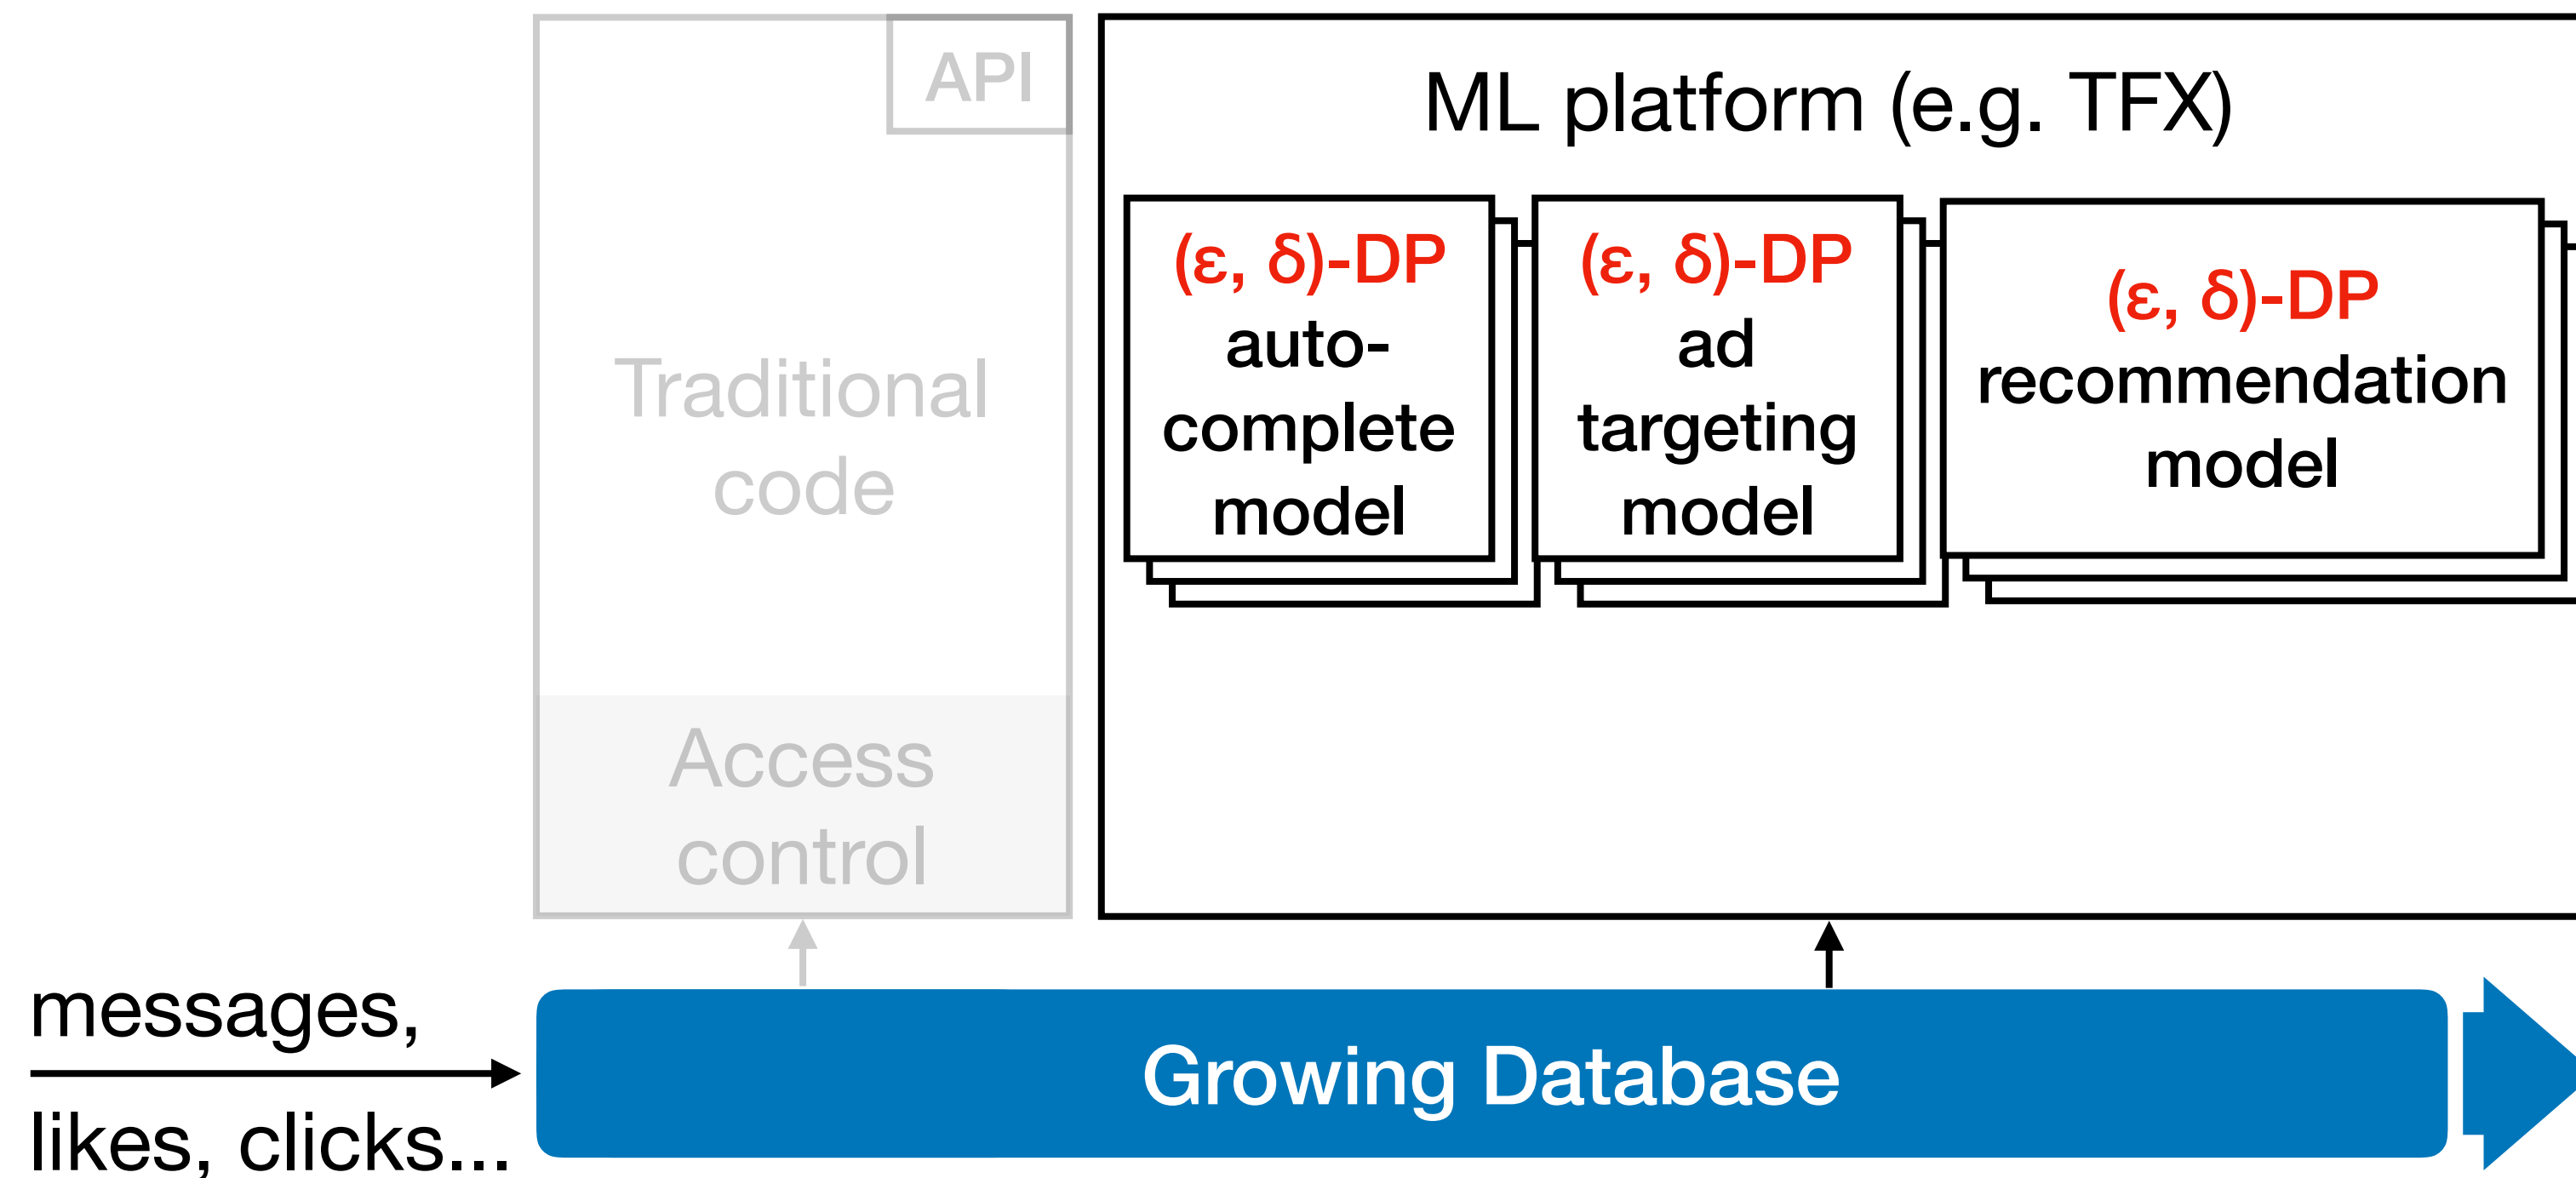 API
Traditional
code
Access
control
ML platform (e.g. TFX)
(ε, δ)-DP
auto-
complete
model
(ε, δ)-DP
ad
targeting
model
(ε, δ)-DP
recommendation
model
messages,
likes, clicks...
Growing Database